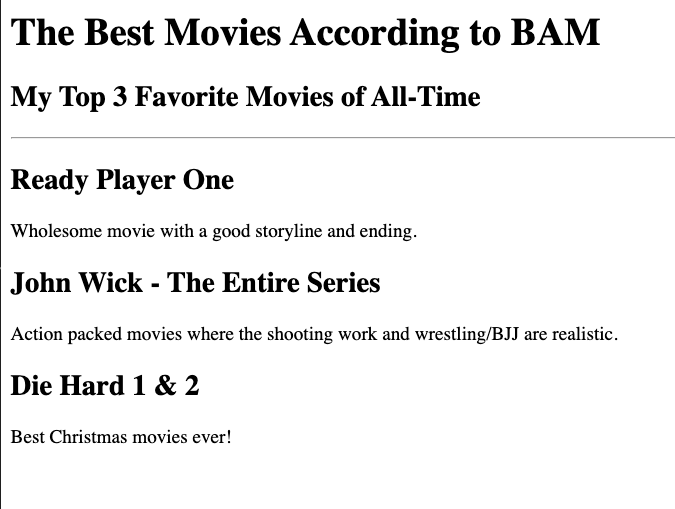 The Best Movies According to BAM
My Top 3 Favorite Movies of All-Time
Ready Player One
Wholesome movie with a good storyline and ending.
John Wick - The Entire Series
Action packed movies where the shooting work and wrestling/BJJ are realistic.
Die Hard 1 & 2
Best Christmas movies ever!